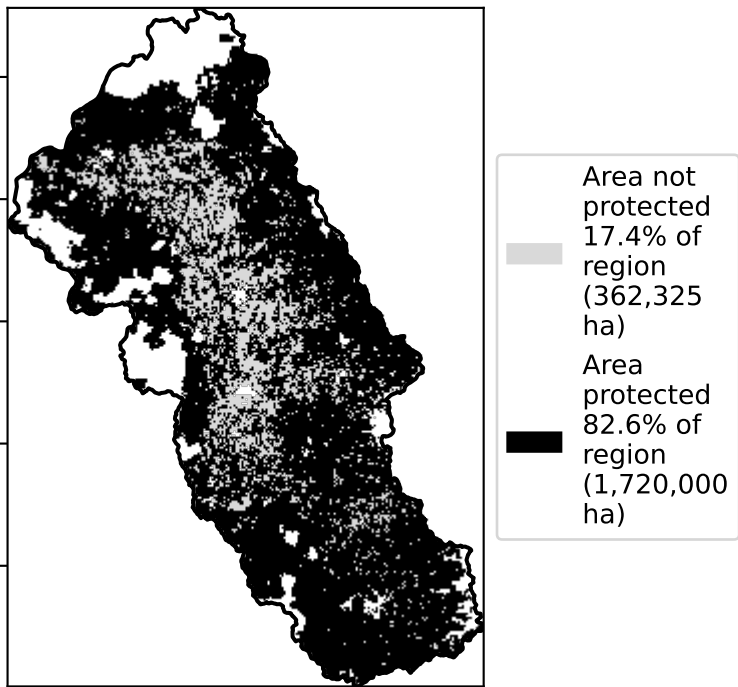 Area not
protected
17.4% of
region
(362,325
ha)
Area
protected
82.6% of
region
(1,720,000
ha)